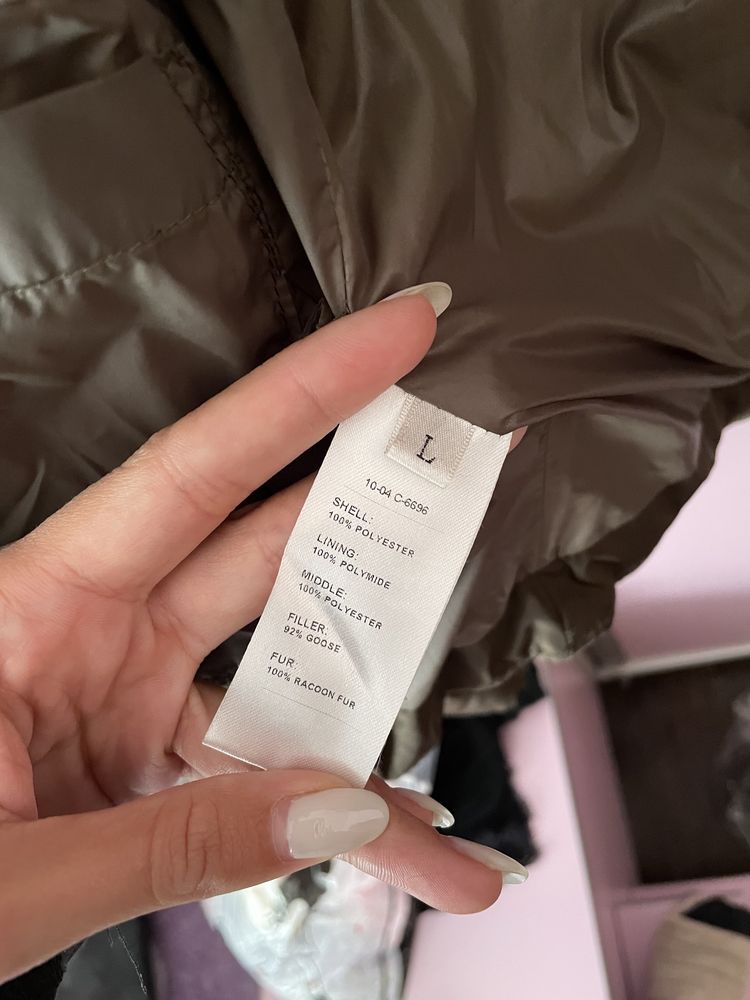 L
10-04 C-6696
SHELL:
100% POLYESTER
LINING:
100% POLYMIDE
MIDDLE:
100% POLYESTER
FILLER:
92% GOOSE
FUR:
100% RACOON FUR